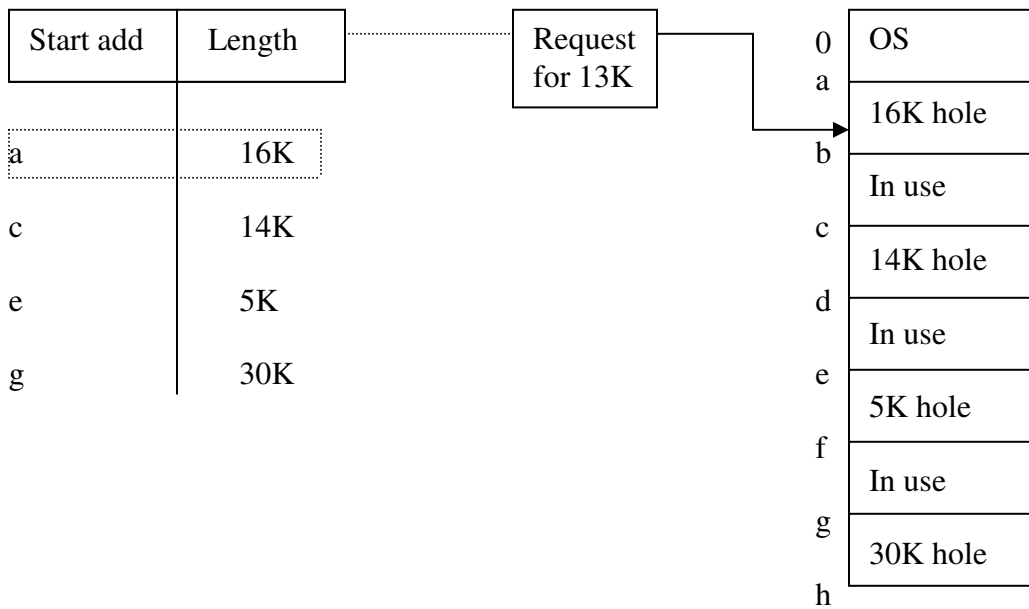 Start add Length
a 16K
c 14K
e 5K
g 30K
Request
for 13K
0 OS
a
16K hole
b
In use
c
14K hole
d
In use
e
5K hole
f
In use
g
30K hole
h